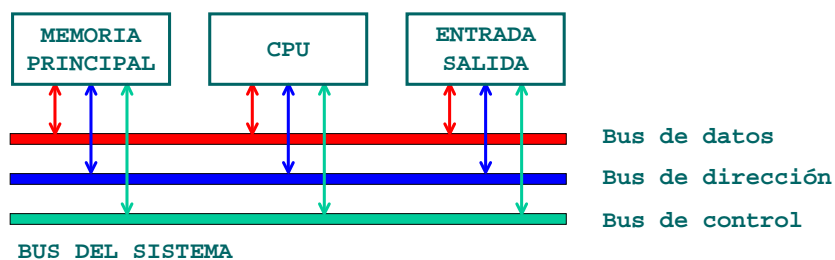 MEMORIA
PRINCIPAL
CPU
ENTRADA
SALIDA
Bus de datos
Bus de dirección
Bus de control
BUS DEL SISTEMA